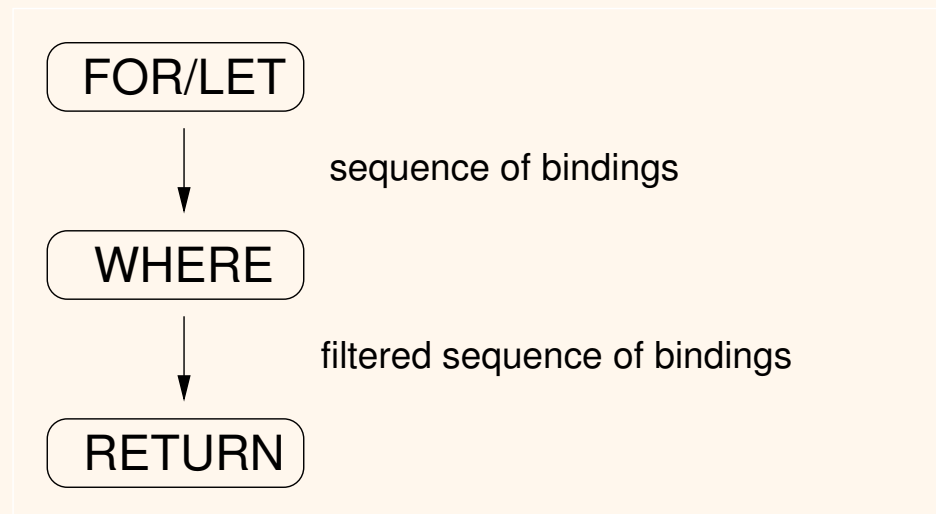 FOR/LET
sequence of bindings
WHERE
filtered sequence of bindings
RETURN